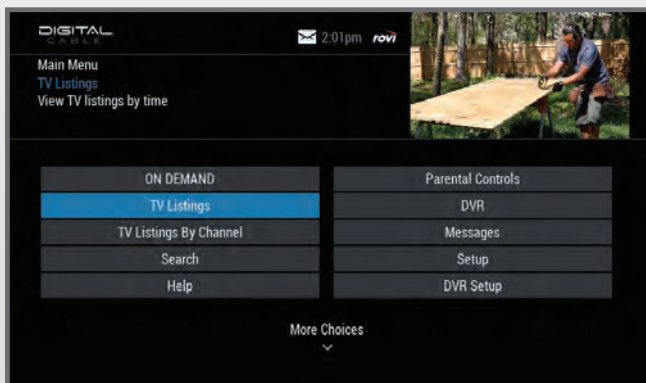 DIGITAL
CABLE
2:01pm rovi
Main Menu
TV Listings
View TV listings by time
ON DEMAND
TV Listings
TV Listings By Channel
Search
Help
Parental Controls
DVR
Messages
Setup
DVR Setup
More Choices